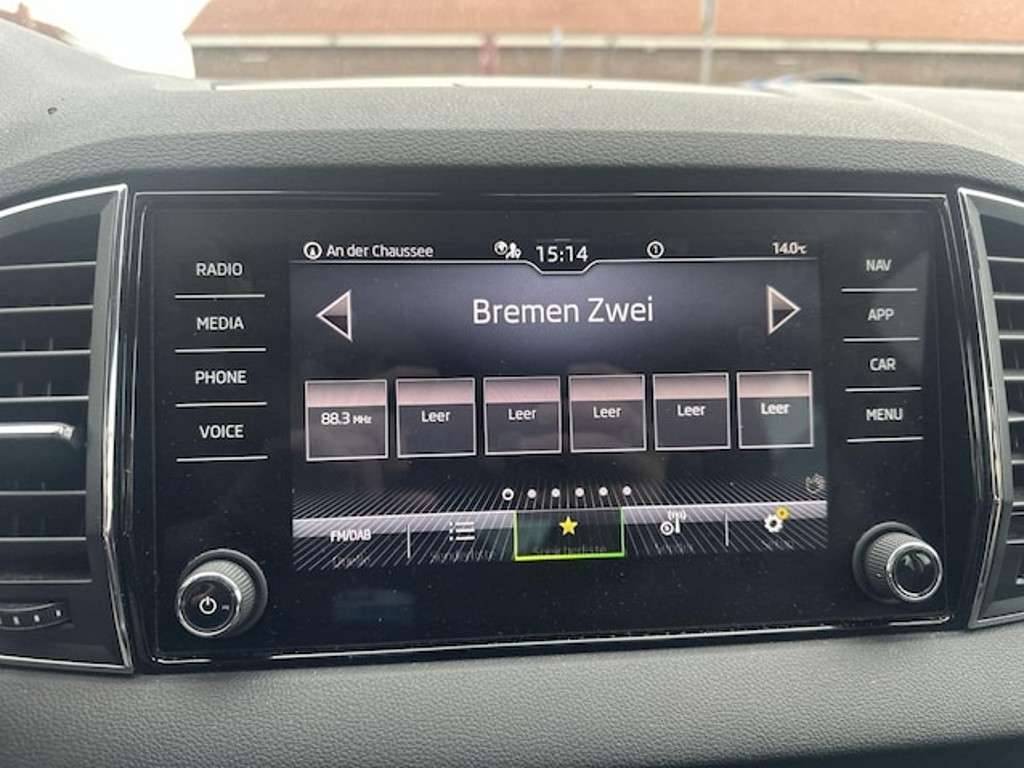 An der Chaussee 15:14 1 14.0°C
RADIO
MEDIA
PHONE
VOICE
Bremen Zwei
88.3 MHz Leer Leer Leer Leer Leer
FM/DAB
NAV
APP
CAR
MENU